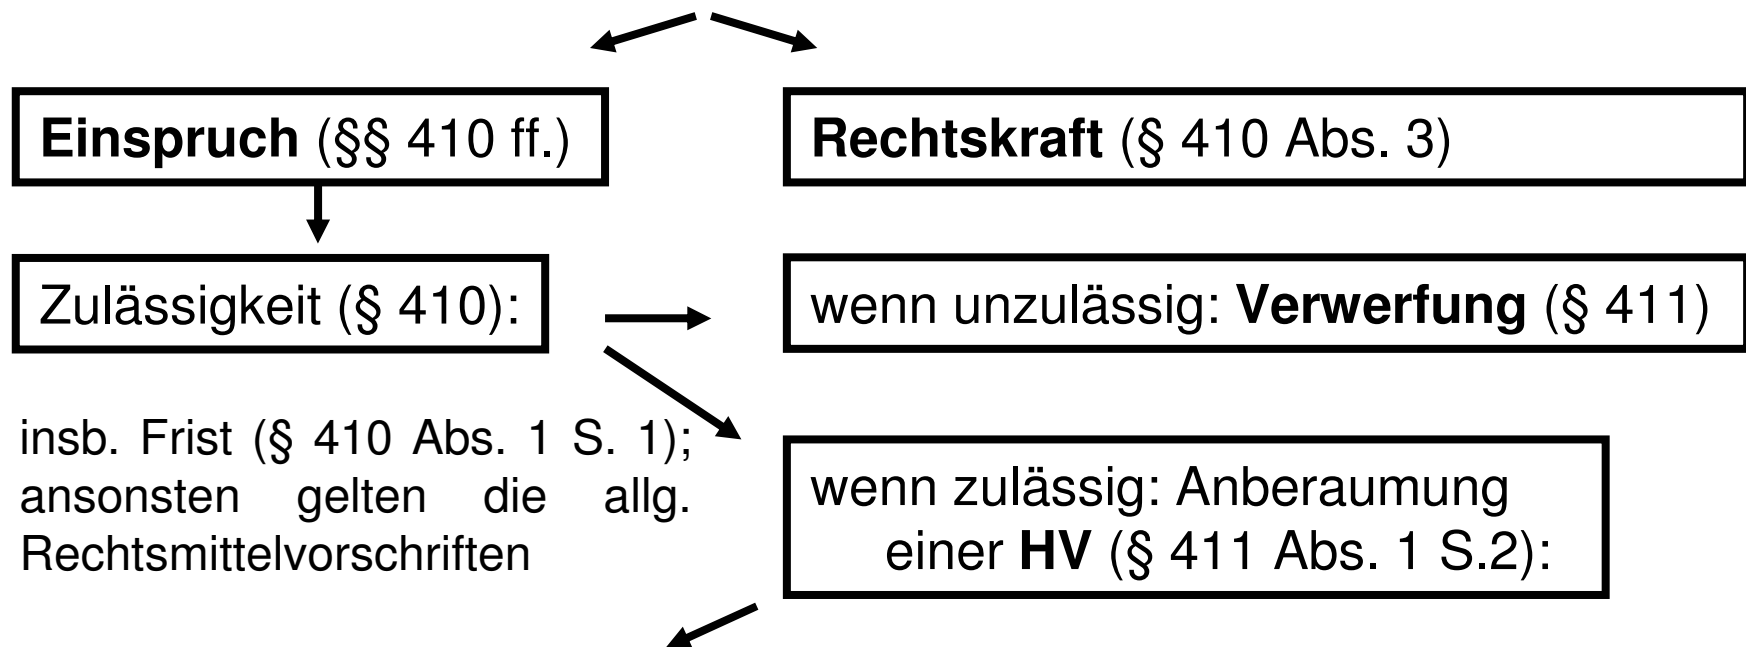 Einspruch (§§ 410 ff.)
Rechtskraft (§ 410 Abs. 3)
Zulässigkeit (§ 410):
wenn unzulässig: Verwerfung (§ 411)
insb. Frist (§ 410 Abs. 1 S. 1);
ansonsten gelten die allg.
Rechtsmittelvorschriften
wenn zulässig: Anberaumung
einer HV (§ 411 Abs. 1 S.2):